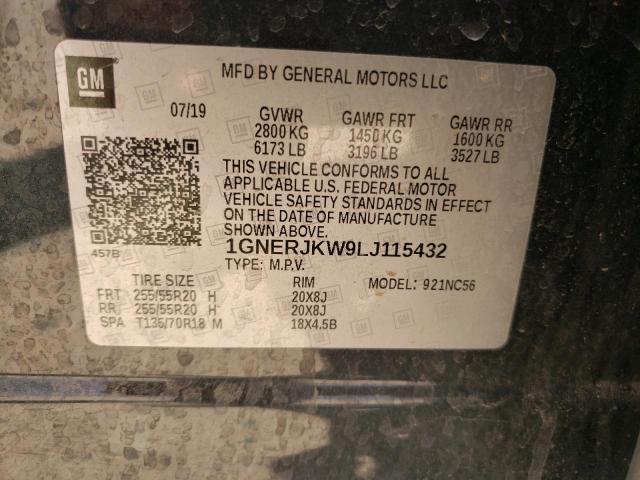 GM
MFD BY GENERAL MOTORS LLC
07/19 GVWR GAWR FRT GAWR RR
2800 KG 1450 KG 1600 KG
6173 LB 3196 LB 3527 LB
THIS VEHICLE CONFORMS TO ALL
APPLICABLE U.S. FEDERAL MOTOR
VEHICLE SAFETY STANDARDS IN EFFECT
ON THE DATE OF MANUFACTURE
SHOWN ABOVE.
457B 1GNERJKW9LJ115432
TYPE: M.P.V.
TIRE SIZE RIM MODEL: 921NC56
FRT 255/55R20 H 20X8J
RR 255/55R20 H 20X8J
SPA T135/70R18 M 18X4.5B